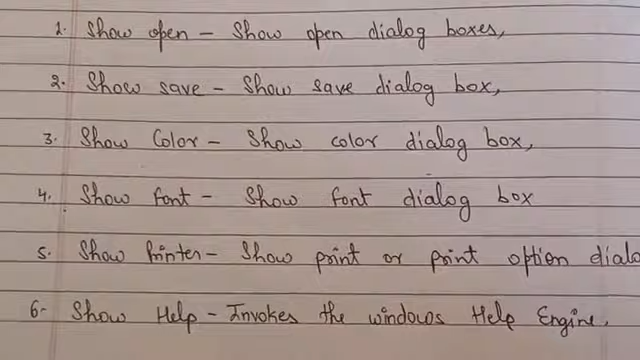 1. Show open - Show open dialog boxes,
2. Show save - Show save dialog box,
3. Show Color - Show color dialog box,
4. Show font - Show font dialog box
5. Show Printer - Show print or print option dialo
6- Show Help - Invokes the windows Help Engine.